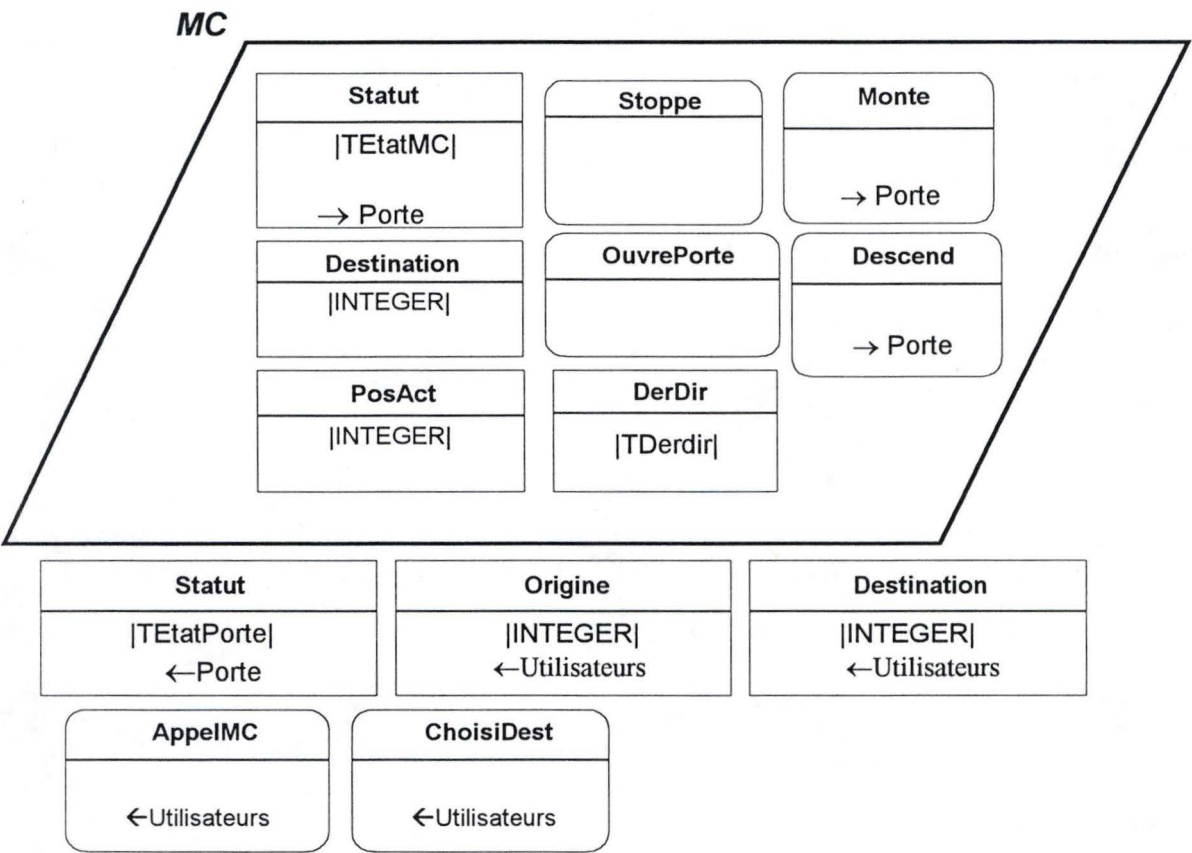 MC
Statut
|TEtatMC|
→ Porte
Stoppe
Monte
→ Porte
Destination
|INTEGER|
OuvrePorte
Descend
→ Porte
PosAct
|INTEGER|
DerDir
|TDerdir|
Statut
|TEtatPorte|
←Porte
Origine
|INTEGER|
←Utilisateurs
Destination
|INTEGER|
←Utilisateurs
AppelMC
←Utilisateurs
ChoisiDest
←Utilisateurs